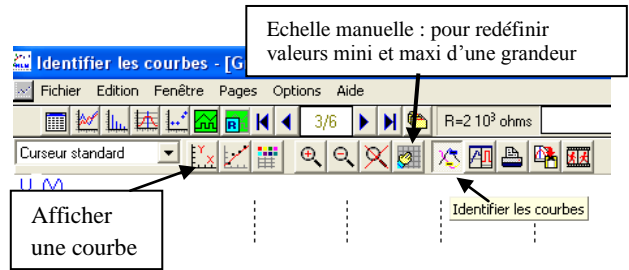 Echelle manuelle : pour redéfinir
valeurs mini et maxi d'une grandeur
Identifier les courbes - [G
Fichier Edition Fenêtre Pages Options Aide
3/6
R=2 10³ ohms
Curseur standard
Identifier les courbes
Afficher
une courbe